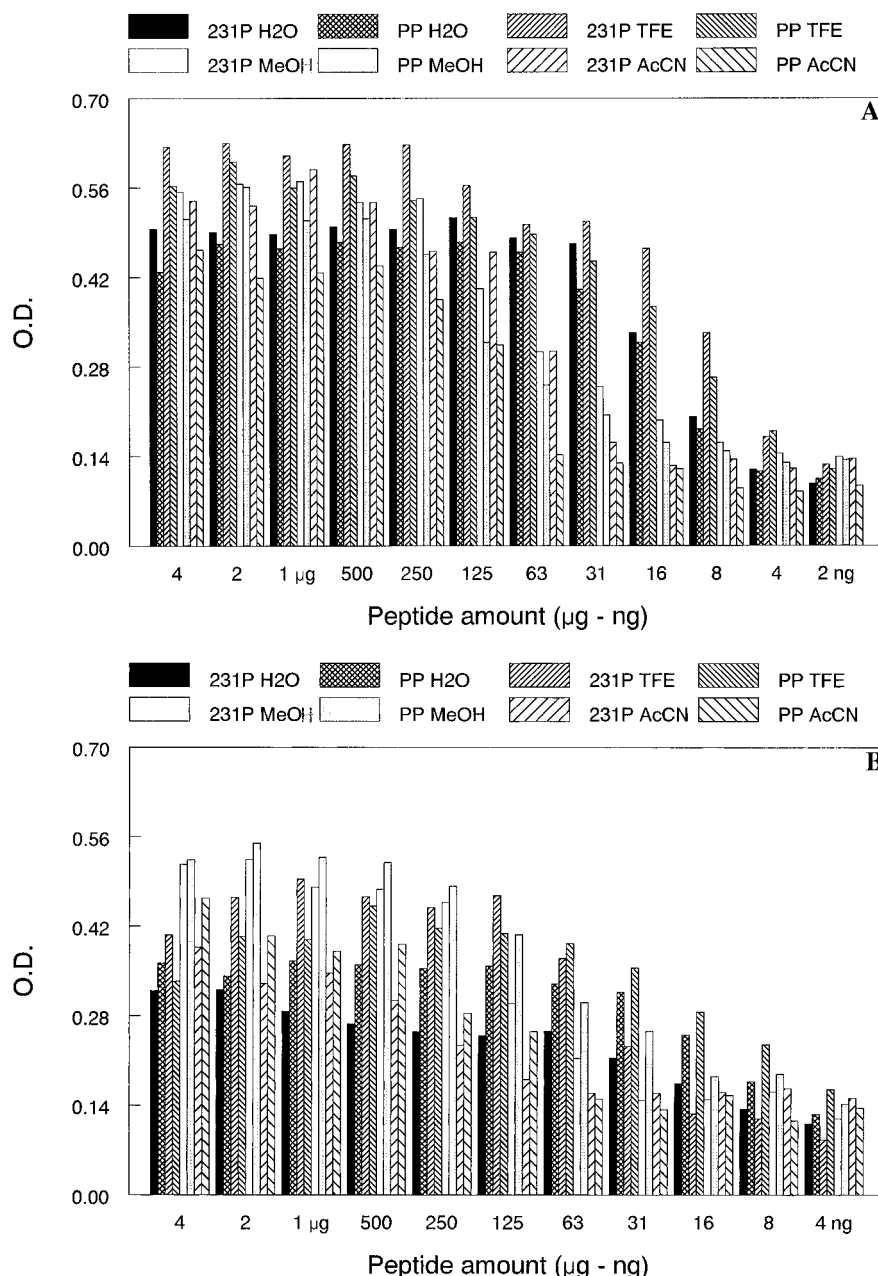 231P H2O PP H2O 231P TFE PP TFE
231P MeOH PP MeOH 231P AcCN PP AcCN
A
0.70
0.56
0.42
0.28
0.14
0.00
O.D.
4 2 1 µg 500 250 125 63 31 16 8 4 2 ng
Peptide amount (µg - ng)
231P H2O PP H2O 231P TFE PP TFE
231P MeOH PP MeOH 231P AcCN PP AcCN
B
0.70
0.56
0.42
0.28
0.14
0.00
O.D.
4 2 1 µg 500 250 125 63 31 16 8 4 ng
Peptide amount (µg - ng)